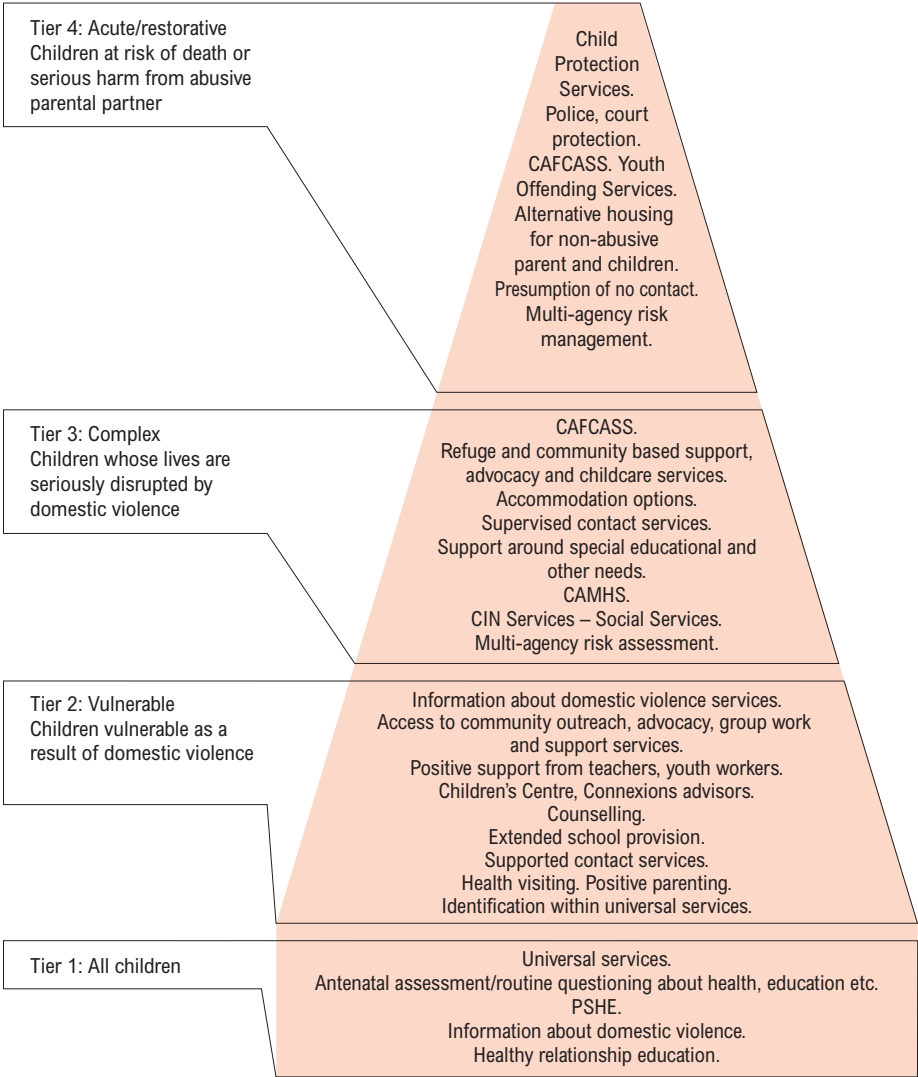 Tier 4: Acute/restorative
Children at risk of death or
serious harm from abusive
parental partner
Child
Protection
Services.
Police, court
protection.
CAFCASS. Youth
Offending Services.
Alternative housing
for non-abusive
parent and children.
Presumption of no contact.
Multi-agency risk
management.
Tier 3: Complex
Children whose lives are
seriously disrupted by
domestic violence
CAFCASS.
Refuge and community based support,
advocacy and childcare services.
Accommodation options.
Supervised contact services.
Support around special educational and
other needs.
CAMHS.
CIN Services – Social Services.
Multi-agency risk assessment.
Tier 2: Vulnerable
Children vulnerable as a
result of domestic violence
Information about domestic violence services.
Access to community outreach, advocacy, group work
and support services.
Positive support from teachers, youth workers.
Children’s Centre, Connexions advisors.
Counselling.
Extended school provision.
Supported contact services.
Health visiting. Positive parenting.
Identification within universal services.
Tier 1: All children
Universal services.
Antenatal assessment/routine questioning about health, education etc.
PSHE.
Information about domestic violence.
Healthy relationship education.